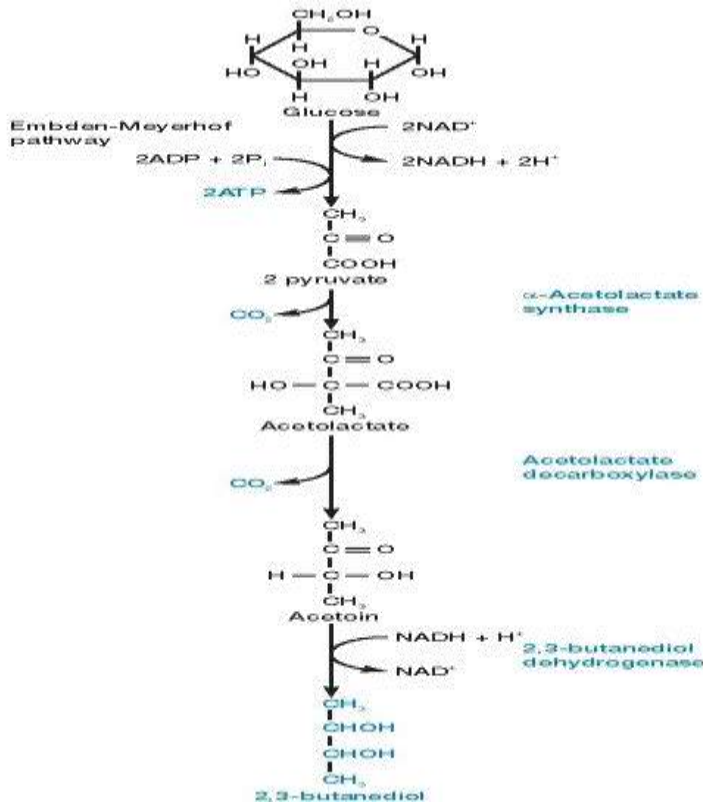 CH₂OH
H
O
H
H
OH
H
HO
OH
H
OH
Glucose
Embden-Meyerhof
pathway
2NAD⁺
2ADP + 2Pᵢ
2NADH + 2H⁺
2ATP
CH₃
C = O
COOH
2 pyruvate
CO₂
α-Acetolactate
synthase
CH₃
C = O
HO — C — COOH
CH₃
Acetolactate
CO₂
Acetolactate
decarboxylase
CH₃
C = O
H — C — OH
CH₃
Acetoin
NADH + H⁺
NAD⁺
2,3-butanediol
dehydrogenase
CH₃
CHOH
CHOH
CH₃
2,3-butanediol